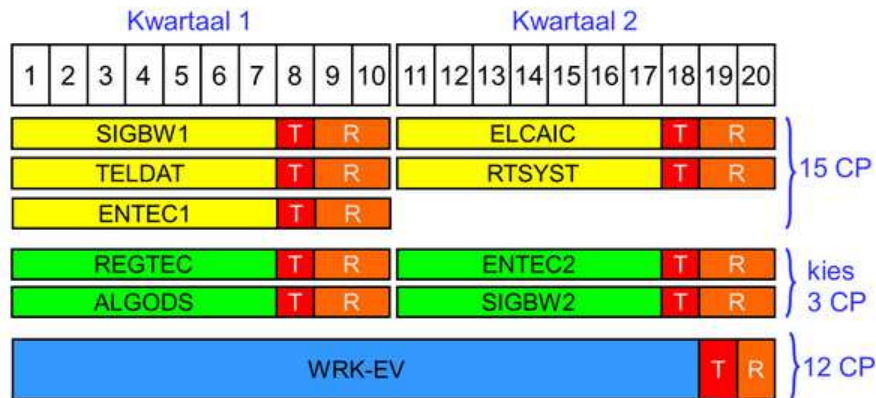 Kwartaal 1 Kwartaal 2
1 2 3 4 5 6 7 8 9 10 11 12 13 14 15 16 17 18 19 20
SIGBW1 T R ELCAIC T R
TELDAT T R RTSYST T R
15 CP
ENTEC1 T R
REGTEC T R ENTEC2 T R
kies
3 CP
ALGODS T R SIGBW2 T R
WRK-EV T R 12 CP